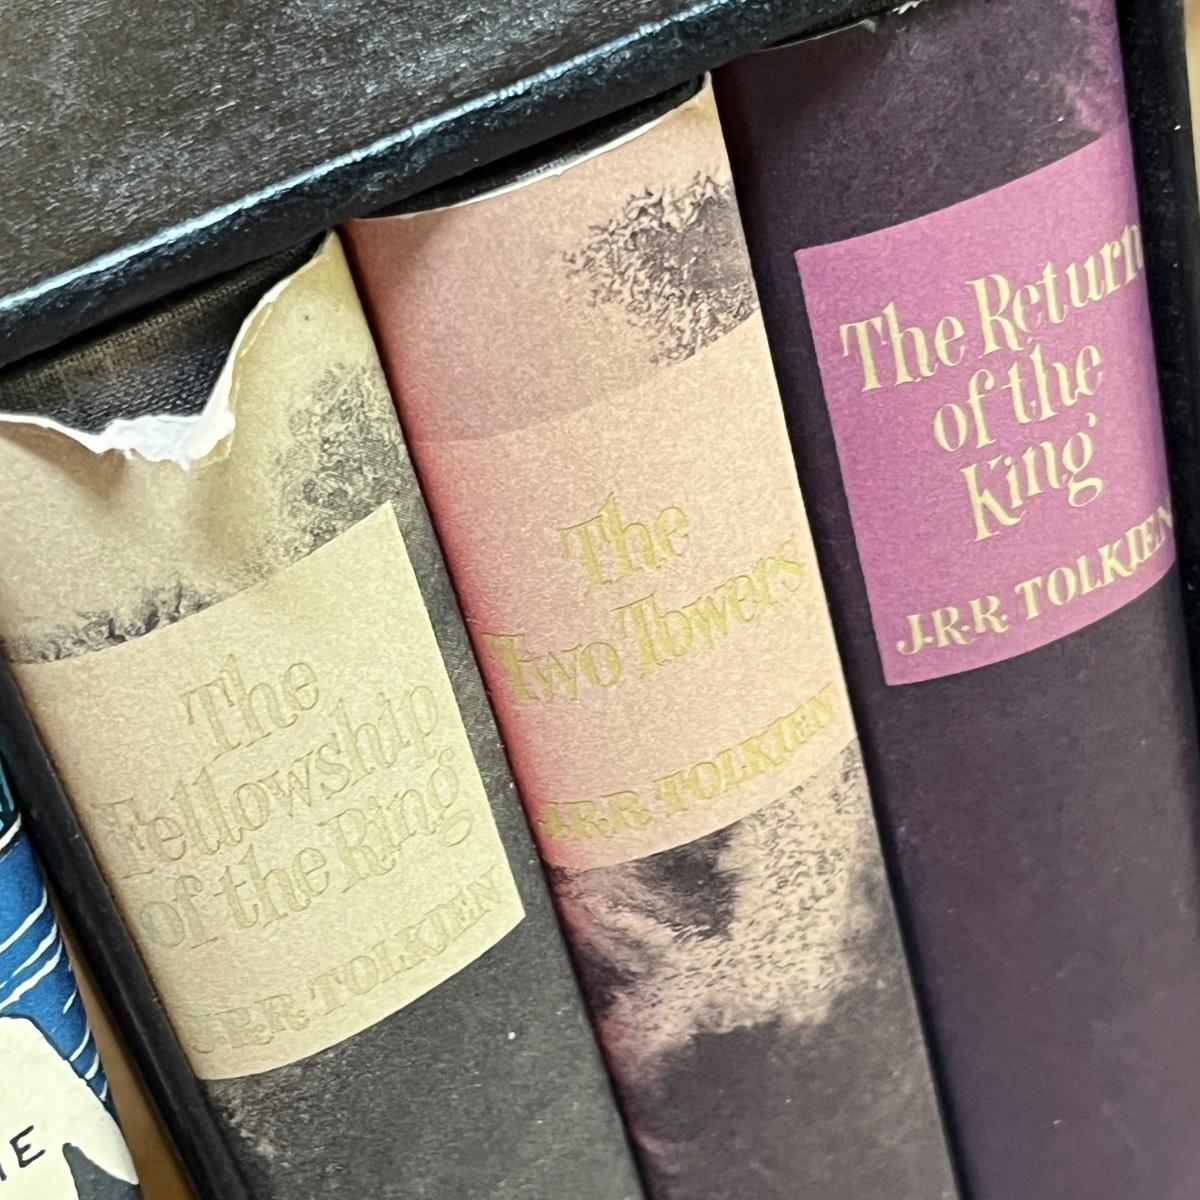 The
Fellowship
of the Ring
J.R.R. TOLKIEN
The
Two Towers
J.R.R. TOLKIEN
The Return
of the
King
J.R.R. TOLKIEN